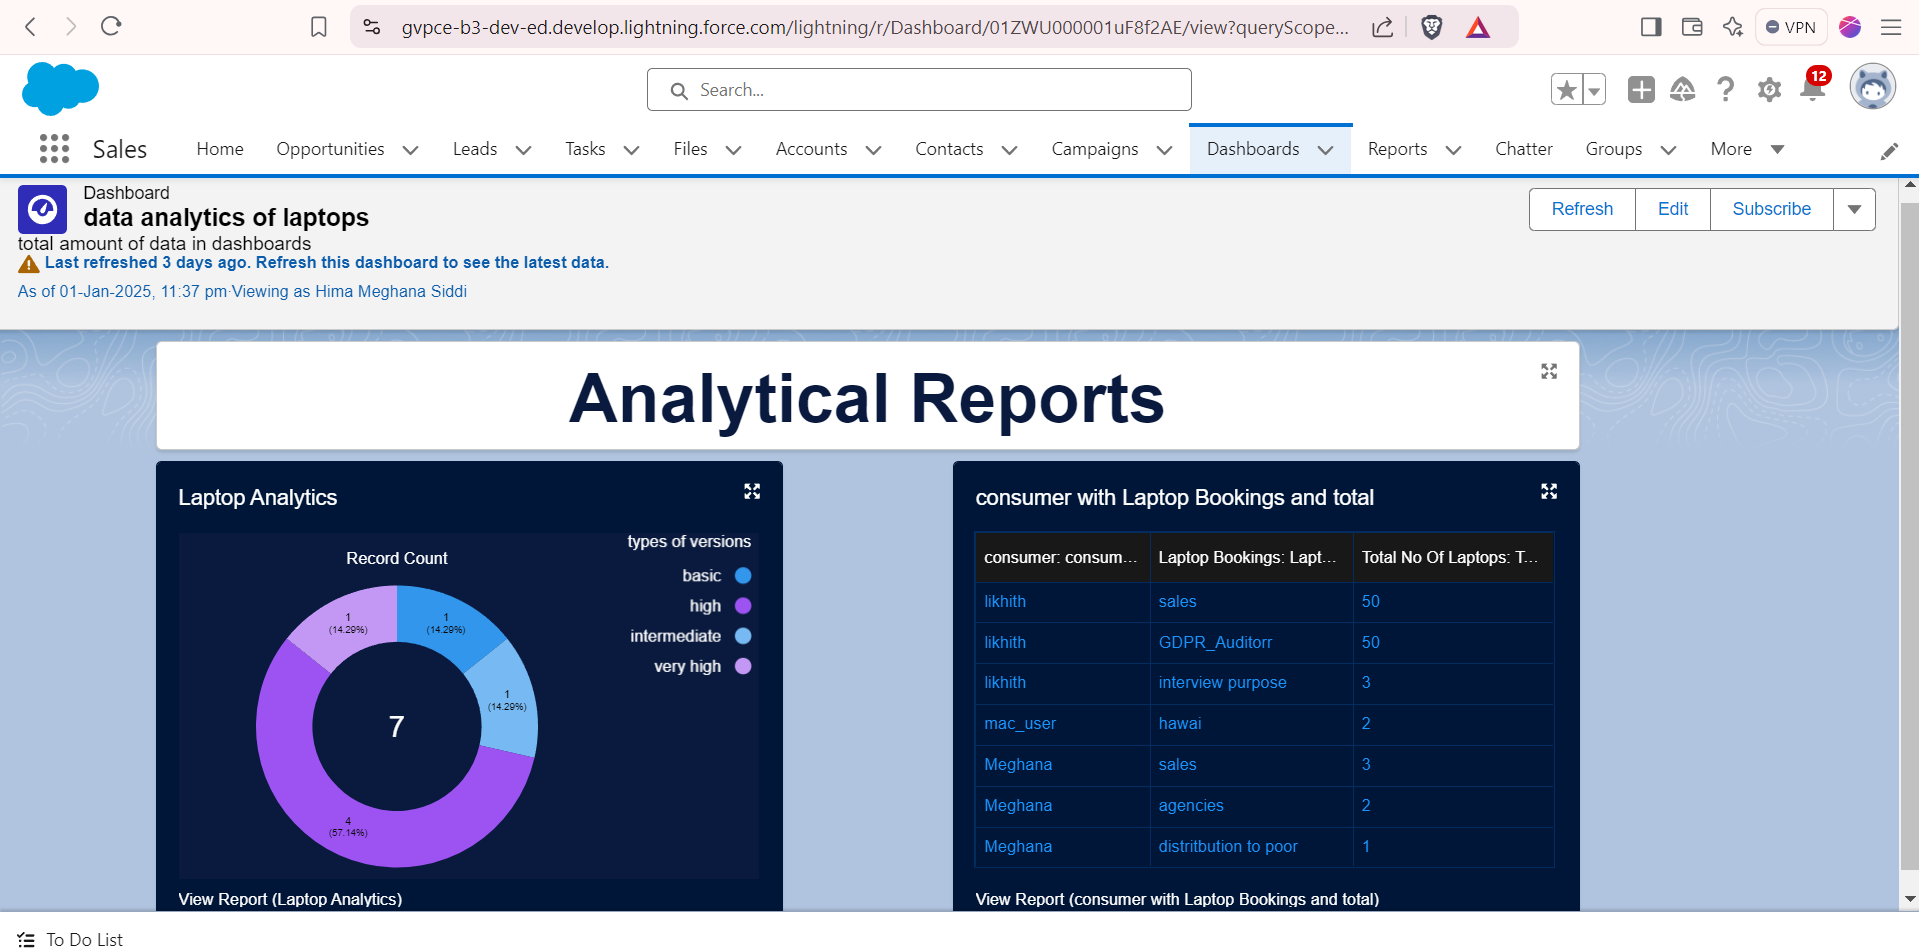 gvpce-b3-dev-ed.develop.lightning.force.com/lightning/r/Dashboard/01ZWU000001uF8f2AE/view?queryScope...
VPN
Search...
12
Sales Home Opportunities Leads Tasks Files Accounts Contacts Campaigns Dashboards Reports Chatter Groups More
Dashboard
data analytics of laptops
total amount of data in dashboards
Last refreshed 3 days ago. Refresh this dashboard to see the latest data.
As of 01-Jan-2025, 11:37 pm·Viewing as Hima Meghana Siddi
Refresh Edit Subscribe
Analytical Reports
Laptop Analytics
Record Count
types of versions
basic
high
intermediate
very high
1
(14.29%)
1
(14.29%)
1
(14.29%)
7
4
(57.14%)
View Report (Laptop Analytics)
consumer with Laptop Bookings and total
consumer: consum... Laptop Bookings: Lapt... Total No Of Laptops: T...
likhith sales 50
likhith GDPR_Auditorr 50
likhith interview purpose 3
mac_user hawai 2
Meghana sales 3
Meghana agencies 2
Meghana distritbution to poor 1
View Report (consumer with Laptop Bookings and total)
To Do List